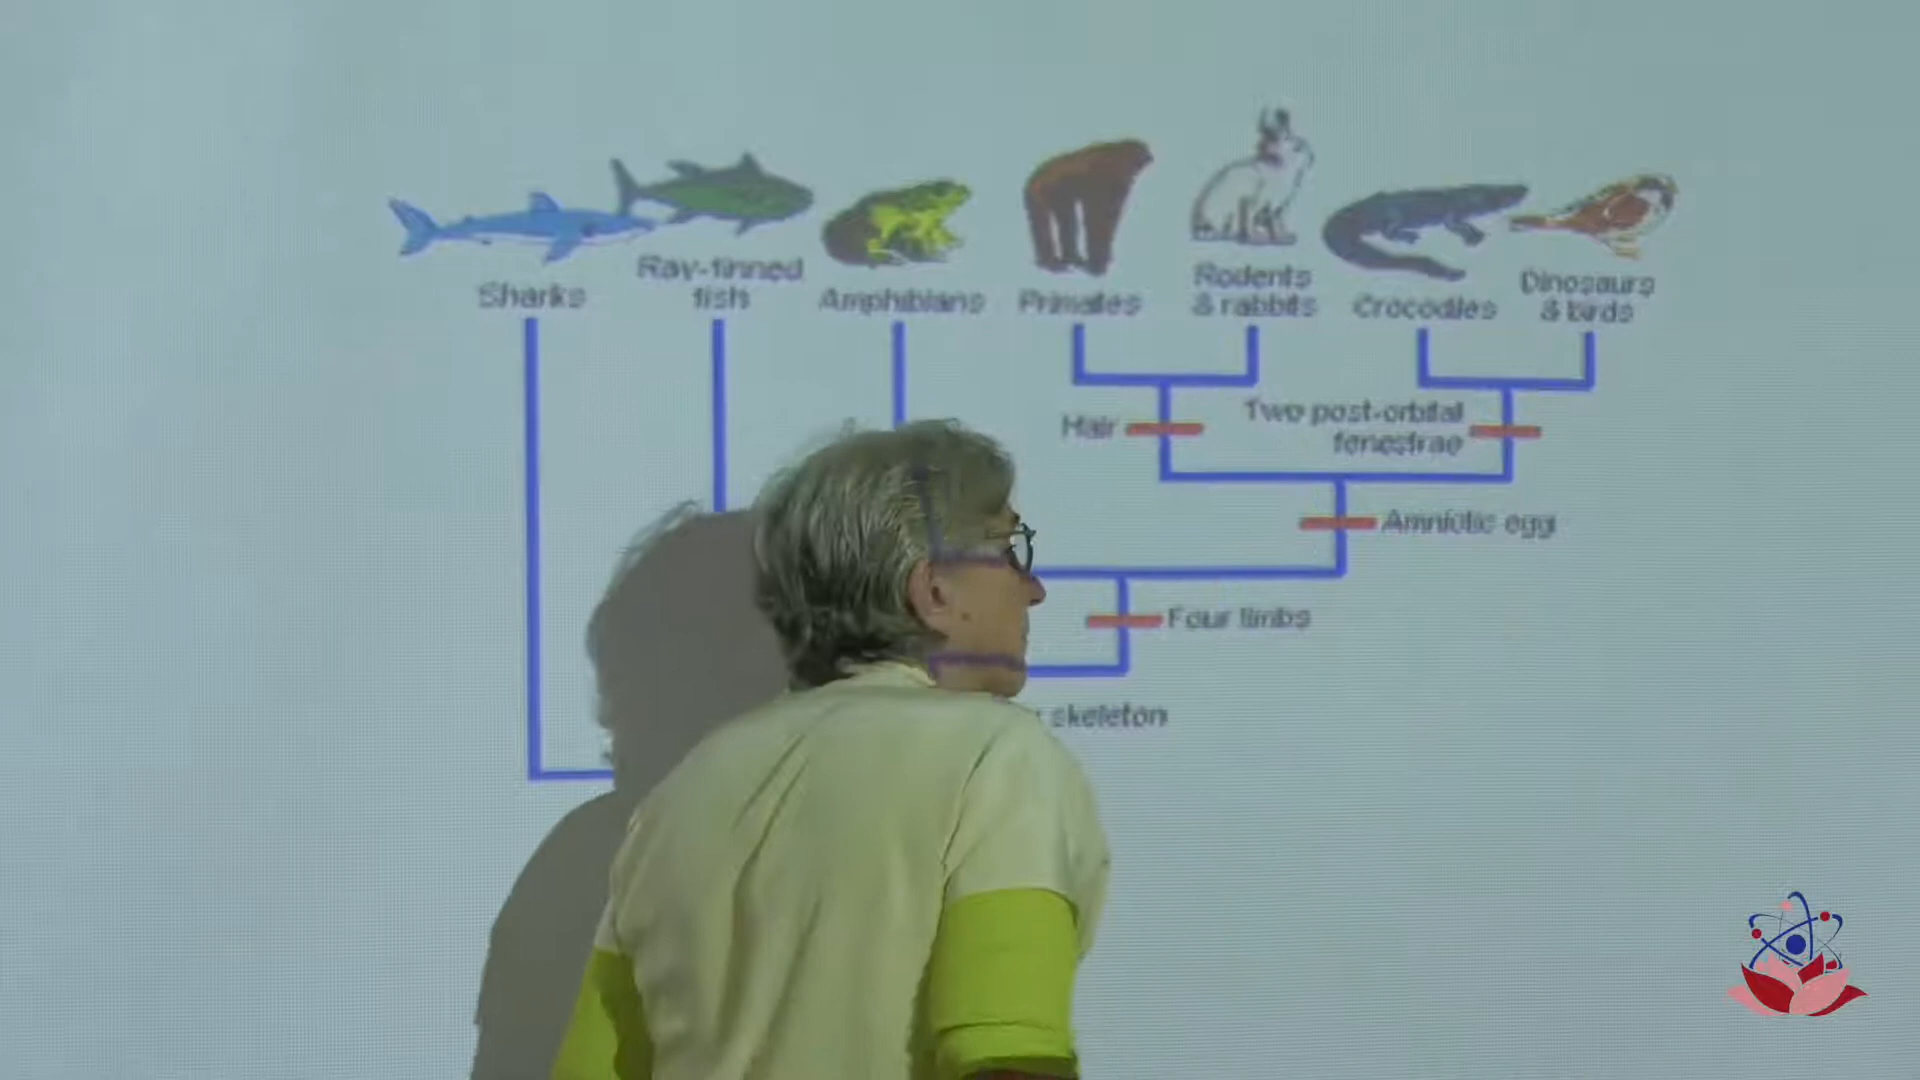 Sharks
Ray-finned
fish
Amphibians
Primates
Rodents
& rabbits
Crocodiles
Dinosaurs
& birds
Hair
Two post-orbital
fenestrae
Amniotic egg
Four limbs
skeleton